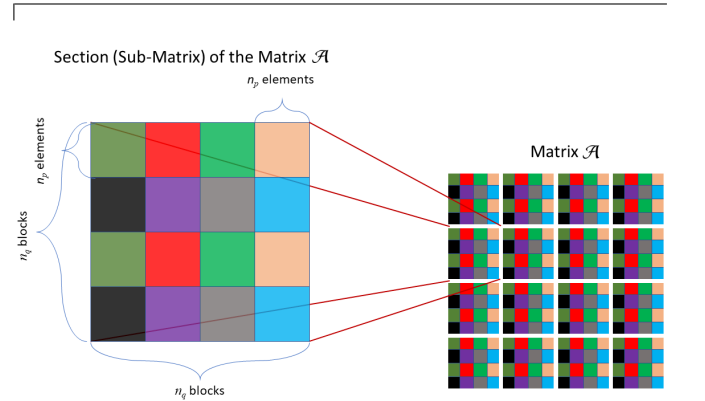 Section (Sub-Matrix) of the Matrix 𝒜
n_p elements
Matrix 𝒜
n_p elements
n_q blocks
n_q blocks